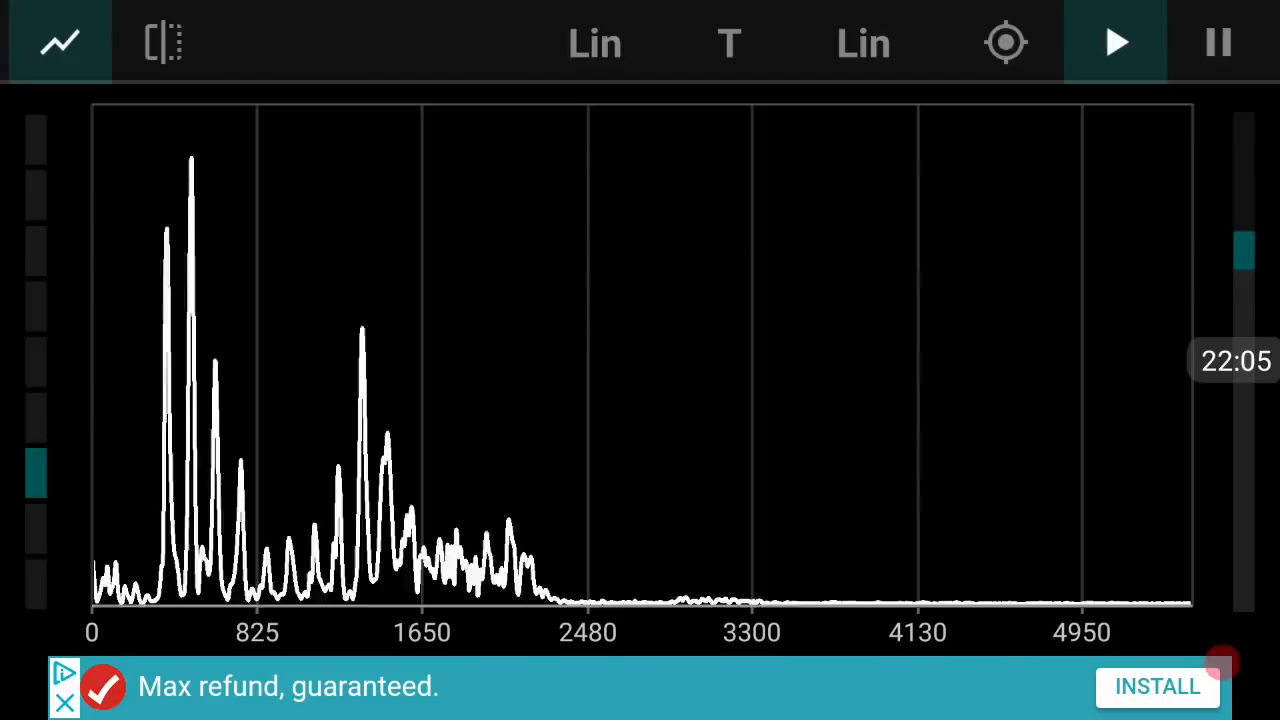 Lin T Lin
22:05
0 825 1650 2480 3300 4130 4950
Max refund, guaranteed.
INSTALL